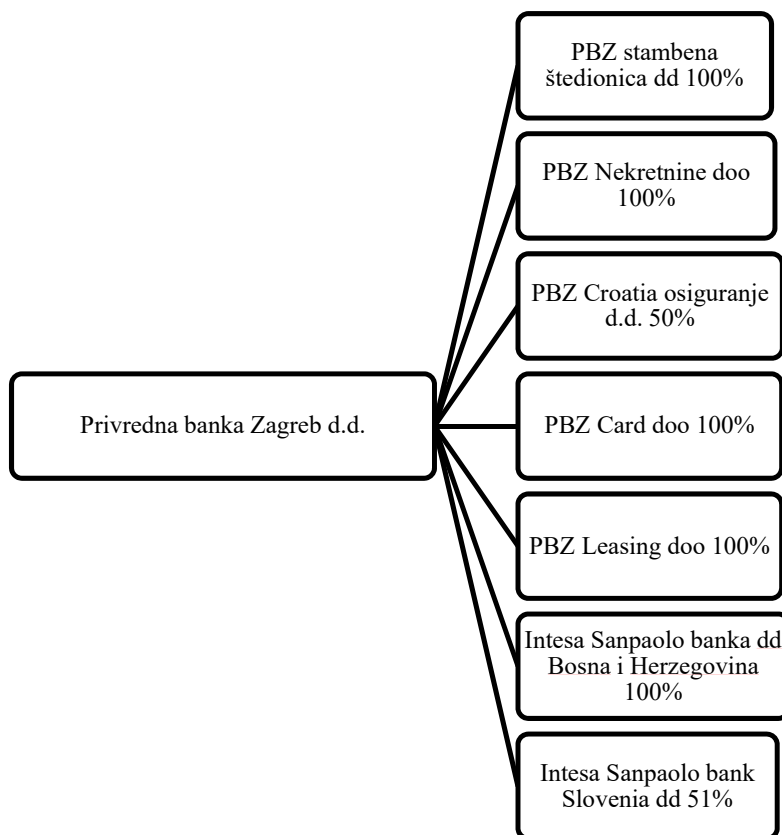 PBZ stambena
štedionica dd 100%
PBZ Nekretnine doo
100%
PBZ Croatia osiguranje
d.d. 50%
Privredna banka Zagreb d.d.
PBZ Card doo 100%
PBZ Leasing doo 100%
Intesa Sanpaolo banka dd
Bosna i Herzegovina
100%
Intesa Sanpaolo bank
Slovenia dd 51%